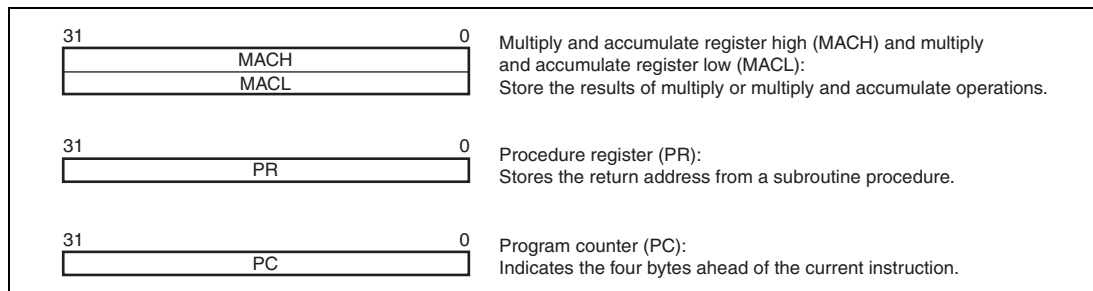 31 0
MACH
MACL
Multiply and accumulate register high (MACH) and multiply
and accumulate register low (MACL):
Store the results of multiply or multiply and accumulate operations.
31 0
PR
Procedure register (PR):
Stores the return address from a subroutine procedure.
31 0
PC
Program counter (PC):
Indicates the four bytes ahead of the current instruction.